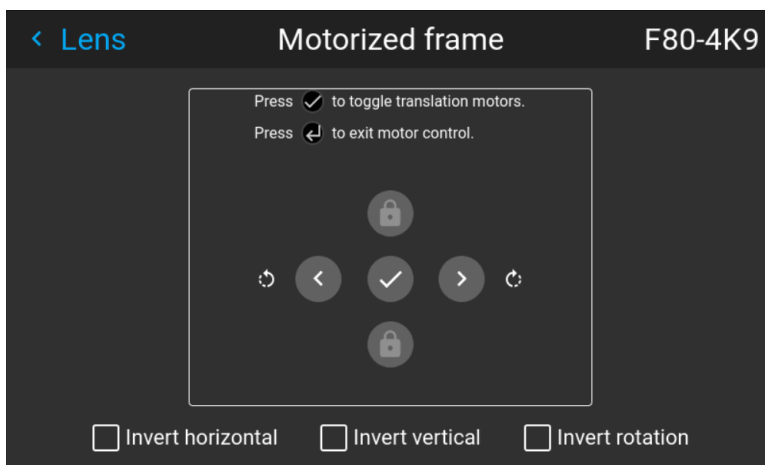 Lens
Motorized frame
F80-4K9
Press to toggle translation motors.
Press to exit motor control.
Invert horizontal
Invert vertical
Invert rotation